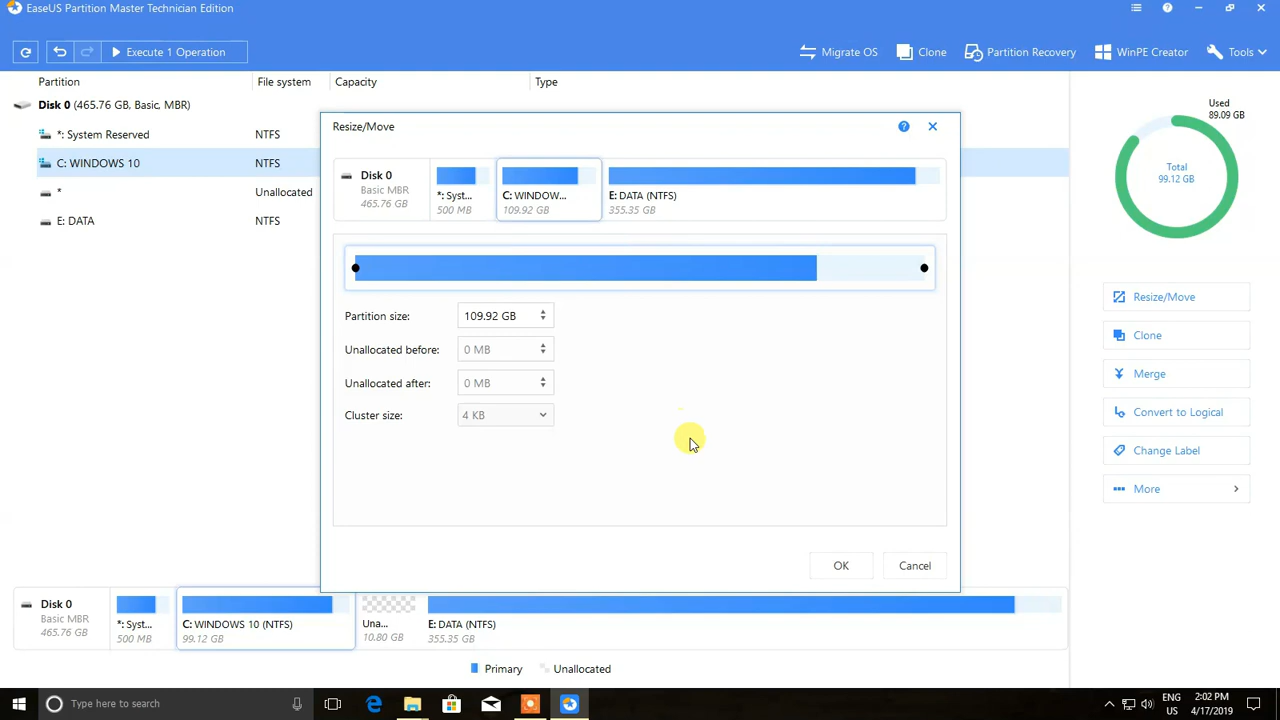 EaseUS Partition Master Technician Edition
Execute 1 Operation
Migrate OS
Clone
Partition Recovery
WinPE Creator
Tools
Partition
File system
Capacity
Type
Disk 0 (465.76 GB, Basic, MBR)
*: System Reserved
NTFS
C: WINDOWS 10
NTFS
*
Unallocated
E: DATA
NTFS
Resize/Move
Disk 0
Basic MBR
465.76 GB
*: Syst...
500 MB
C: WINDOW...
109.92 GB
E: DATA (NTFS)
355.35 GB
Partition size:
109.92 GB
Unallocated before:
0 MB
Unallocated after:
0 MB
Cluster size:
4 KB
OK
Cancel
Used
89.09 GB
Total
99.12 GB
Resize/Move
Clone
Merge
Convert to Logical
Change Label
More
Disk 0
Basic MBR
465.76 GB
*: Syst...
500 MB
C: WINDOWS 10 (NTFS)
99.12 GB
Una...
10.80 GB
E: DATA (NTFS)
355.35 GB
Primary
Unallocated
Type here to search
ENG
US
2:02 PM
4/17/2019